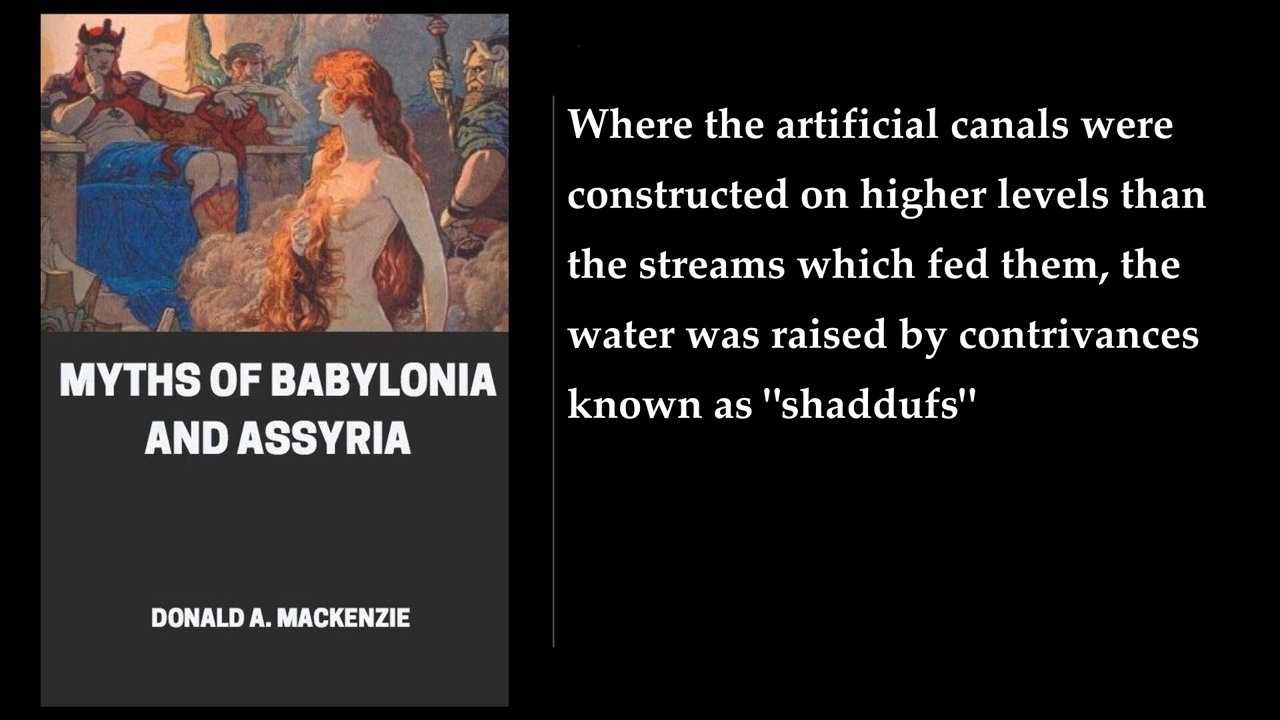 MYTHS OF BABYLONIA
AND ASSYRIA
DONALD A. MACKENZIE
Where the artificial canals were
constructed on higher levels than
the streams which fed them, the
water was raised by contrivances
known as "shaddufs"